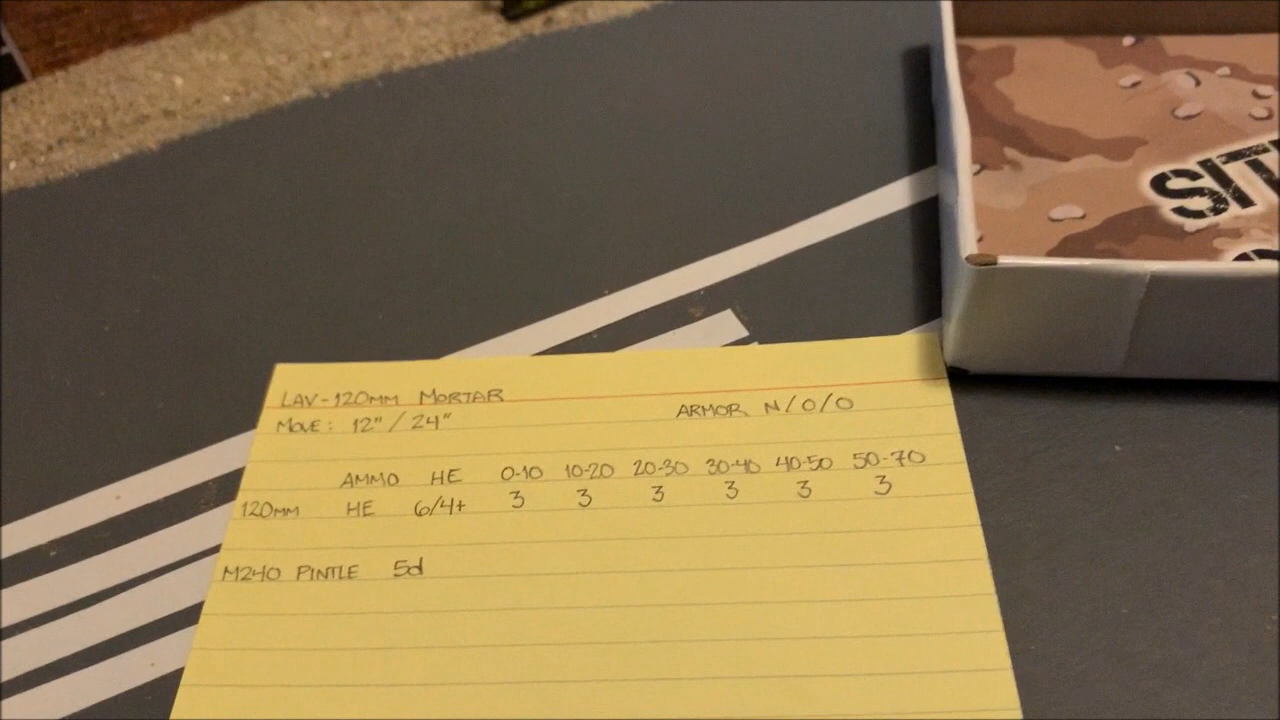 SIT
LAV-120MM MORTAR
MOVE: 12"/24"
ARMOR N/0/0
AMMO HE 0-10 10-20 20-30 30-40 40-50 50-70
120MM HE 6/4+ 3 3 3 3 3 3
M240 PINTLE 5d